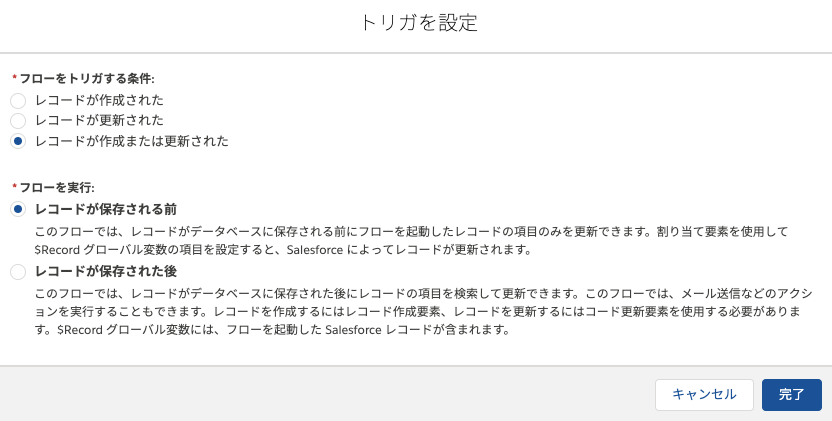 トリガを設定
*フローをトリガする条件:
レコードが作成された
レコードが更新された
レコードが作成または更新された
*フローを実行:
レコードが保存される前
このフローでは、レコードがデータベースに保存される前にフローを起動したレコードの項目のみを更新できます。割り当て要素を使用して
$Record グローバル変数の項目を設定すると、Salesforce によってレコードが更新されます。
レコードが保存された後
このフローでは、レコードがデータベースに保存された後にレコードの項目を検索して更新できます。このフローでは、メール送信などのアクシ
ョンを実行することもできます。レコードを作成するにはレコード作成要素、レコードを更新するにはコード更新要素を使用する必要がありま
す。$Record グローバル変数には、フローを起動した Salesforce レコードが含まれます。
キャンセル
完了